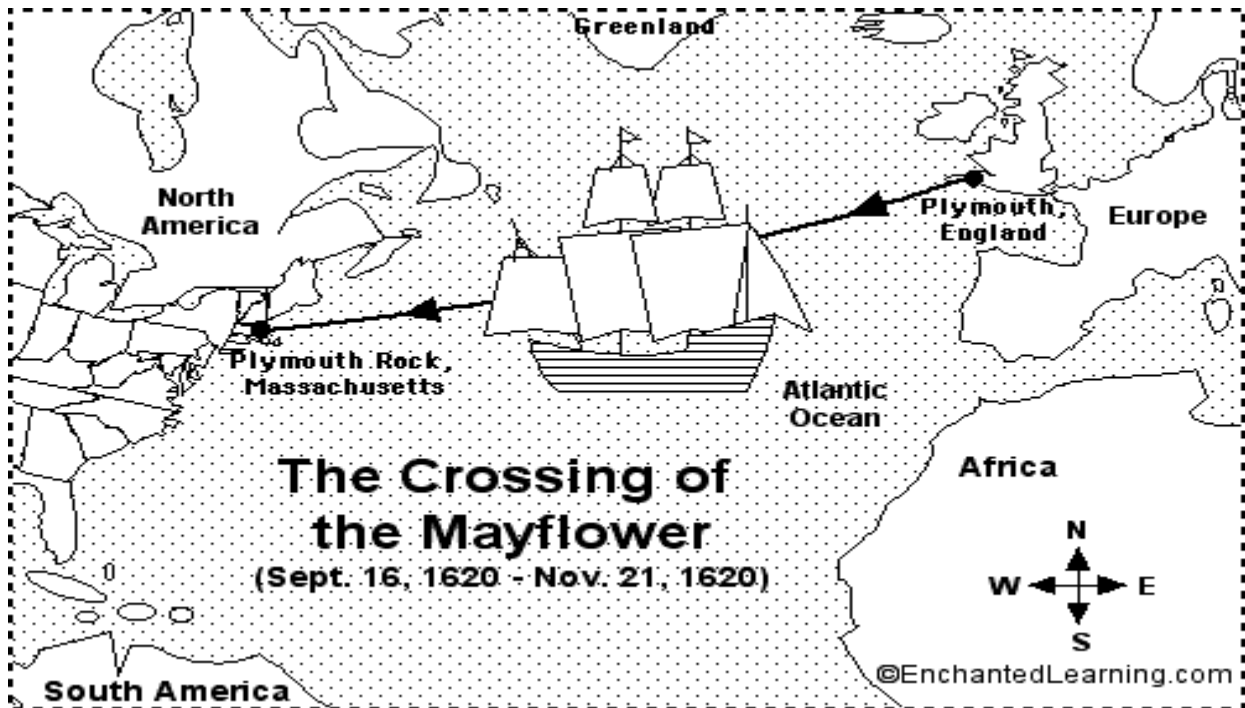 Greenland
North
America
Plymouth,
England
Europe
Plymouth Rock,
Massachusetts
Atlantic
Ocean
The Crossing of
the Mayflower
(Sept. 16, 1620 - Nov. 21, 1620)
Africa
N
W E
S
South America
©EnchantedLearning.com